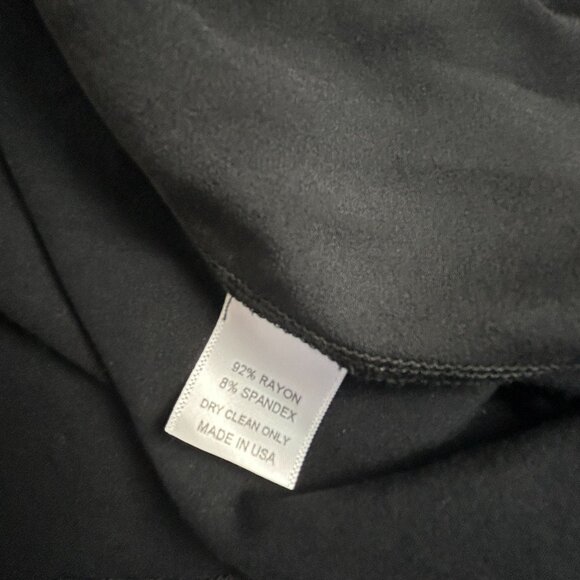 92% RAYON
8% SPANDEX
DRY CLEAN ONLY
MADE IN USA